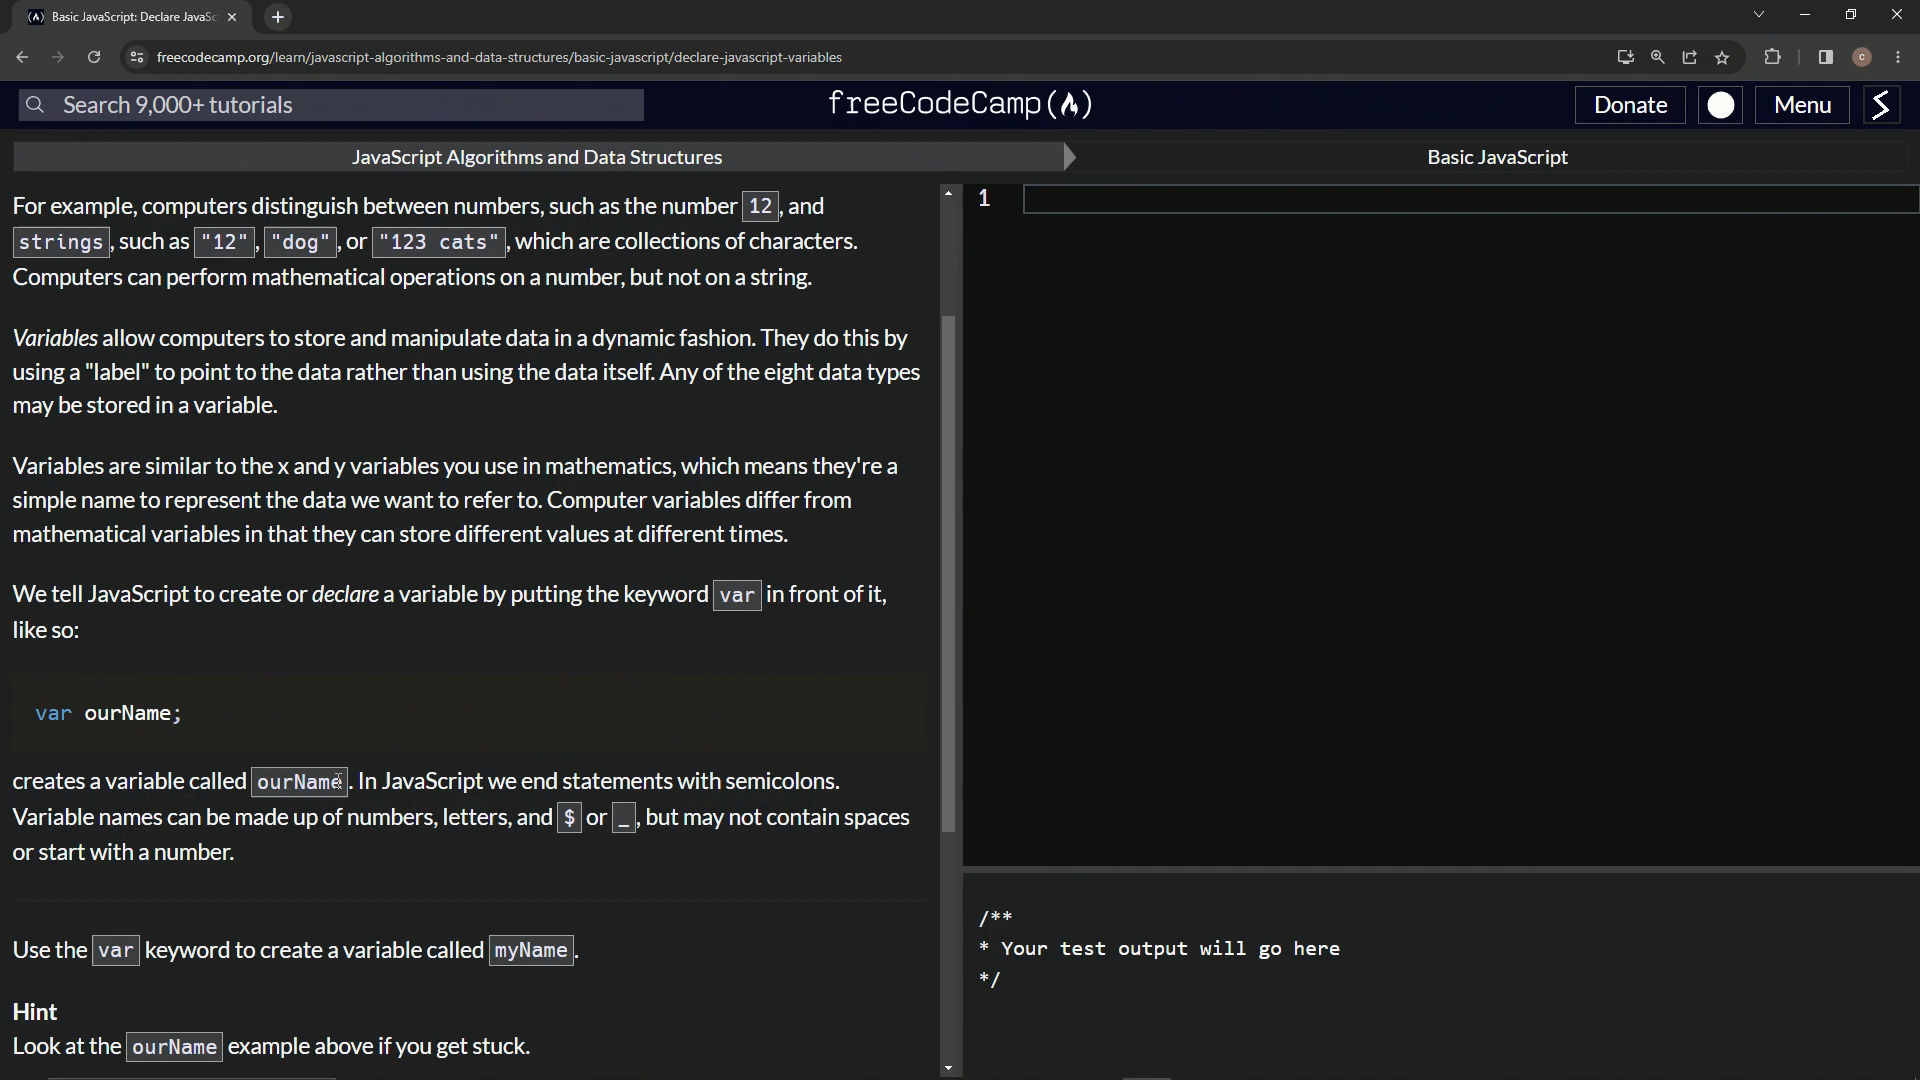 Basic JavaScript: Declare JavaSc
freecodecamp.org/learn/javascript-algorithms-and-data-structures/basic-javascript/declare-javascript-variables
c
Search 9,000+ tutorials
freeCodeCamp
Donate
Menu
JavaScript Algorithms and Data Structures
Basic JavaScript
For example, computers distinguish between numbers, such as the number 12, and
strings, such as "12", "dog", or "123 cats", which are collections of characters.
Computers can perform mathematical operations on a number, but not on a string.
Variables allow computers to store and manipulate data in a dynamic fashion. They do this by
using a "label" to point to the data rather than using the data itself. Any of the eight data types
may be stored in a variable.
Variables are similar to the x and y variables you use in mathematics, which means they're a
simple name to represent the data we want to refer to. Computer variables differ from
mathematical variables in that they can store different values at different times.
We tell JavaScript to create or declare a variable by putting the keyword var in front of it,
like so:
var ourName;
creates a variable called ourName. In JavaScript we end statements with semicolons.
Variable names can be made up of numbers, letters, and $ or _, but may not contain spaces
or start with a number.
Use the var keyword to create a variable called myName.
Hint
Look at the ourName example above if you get stuck.
1
/**
* Your test output will go here
*/